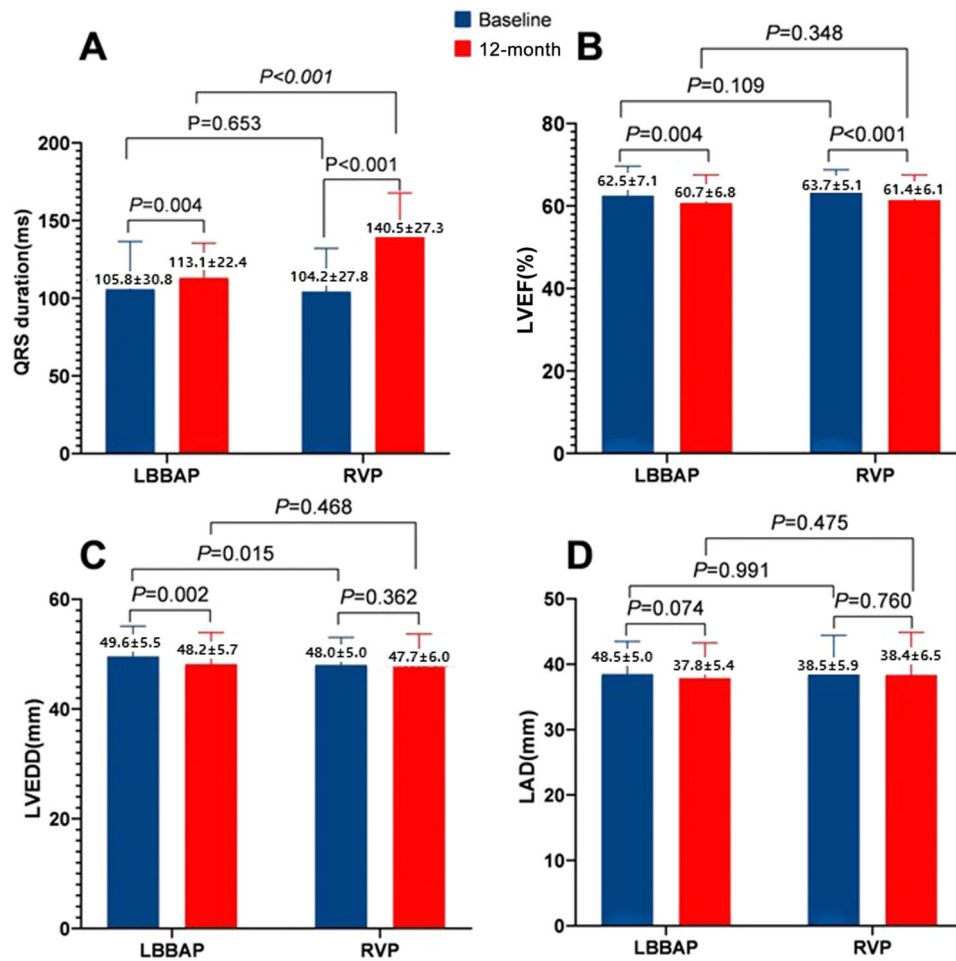 Baseline
12-month
A
P<0.001
P=0.653
P<0.001
P=0.004
200
150
100
50
0
QRS duration(ms)
105.8±30.8
113.1±22.4
104.2±27.8
140.5±27.3
LBBAP
RVP
B
P=0.348
P=0.109
P=0.004
P<0.001
80
60
40
20
0
LVEF(%)
62.5±7.1
60.7±6.8
63.7±5.1
61.4±6.1
LBBAP
RVP
C
P=0.468
P=0.015
P=0.002
P=0.362
60
40
20
0
LVEDD(mm)
49.6±5.5
48.2±5.7
48.0±5.0
47.7±6.0
LBBAP
RVP
D
P=0.475
P=0.991
P=0.074
P=0.760
50
40
30
20
10
0
LAD(mm)
48.5±5.0
37.8±5.4
38.5±5.9
38.4±6.5
LBBAP
RVP